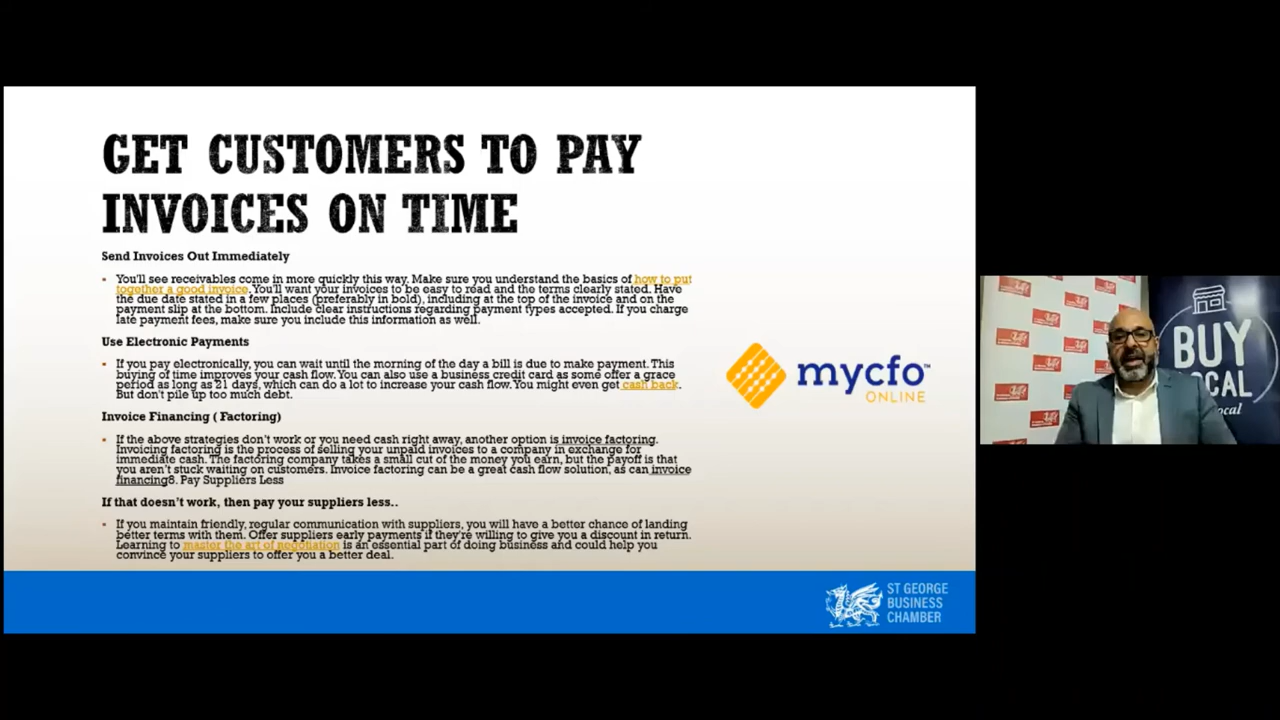 GET CUSTOMERS TO PAY
INVOICES ON TIME
Send Invoices Out Immediately
▪ You'll see receivables come in more quickly this way. Make sure you understand the basics of how to put
together a good invoice. You'll want your invoices to be easy to read and the terms clearly stated. Have
the due date stated in a few places (preferably in bold), including at the top of the invoice and on the
payment slip at the bottom. Include clear instructions regarding payment types accepted. If you charge
late payment fees, make sure you include this information as well.
Use Electronic Payments
▪ If you pay electronically, you can wait until the morning of the day a bill is due to make payment. This
buying of time improves your cash flow. You can also use a business credit card as some offer a grace
period as long as 21 days, which can do a lot to increase your cash flow. You might even get cash back.
But don't pile up too much debt.
Invoice Financing ( Factoring)
▪ If the above strategies don't work or you need cash right away, another option is invoice factoring.
Invoicing factoring is the process of selling your unpaid invoices to a company in exchange for
immediate cash. The factoring company takes a small cut of the money you earn, but the payoff is that
you aren't stuck waiting on customers. Invoice factoring can be a great cash flow solution, as can invoice
financing8. Pay Suppliers Less
If that doesn't work, then pay your suppliers less..
▪ If you maintain friendly, regular communication with suppliers, you will have a better chance of landing
better terms with them. Offer suppliers early payments if they're willing to give you a discount in return.
Learning to master the art of negotiation is an essential part of doing business and could help you
convince your suppliers to offer you a better deal.
mycfo™
ONLINE
ST GEORGE
BUSINESS
CHAMBER
BUY
OCAL
ocal